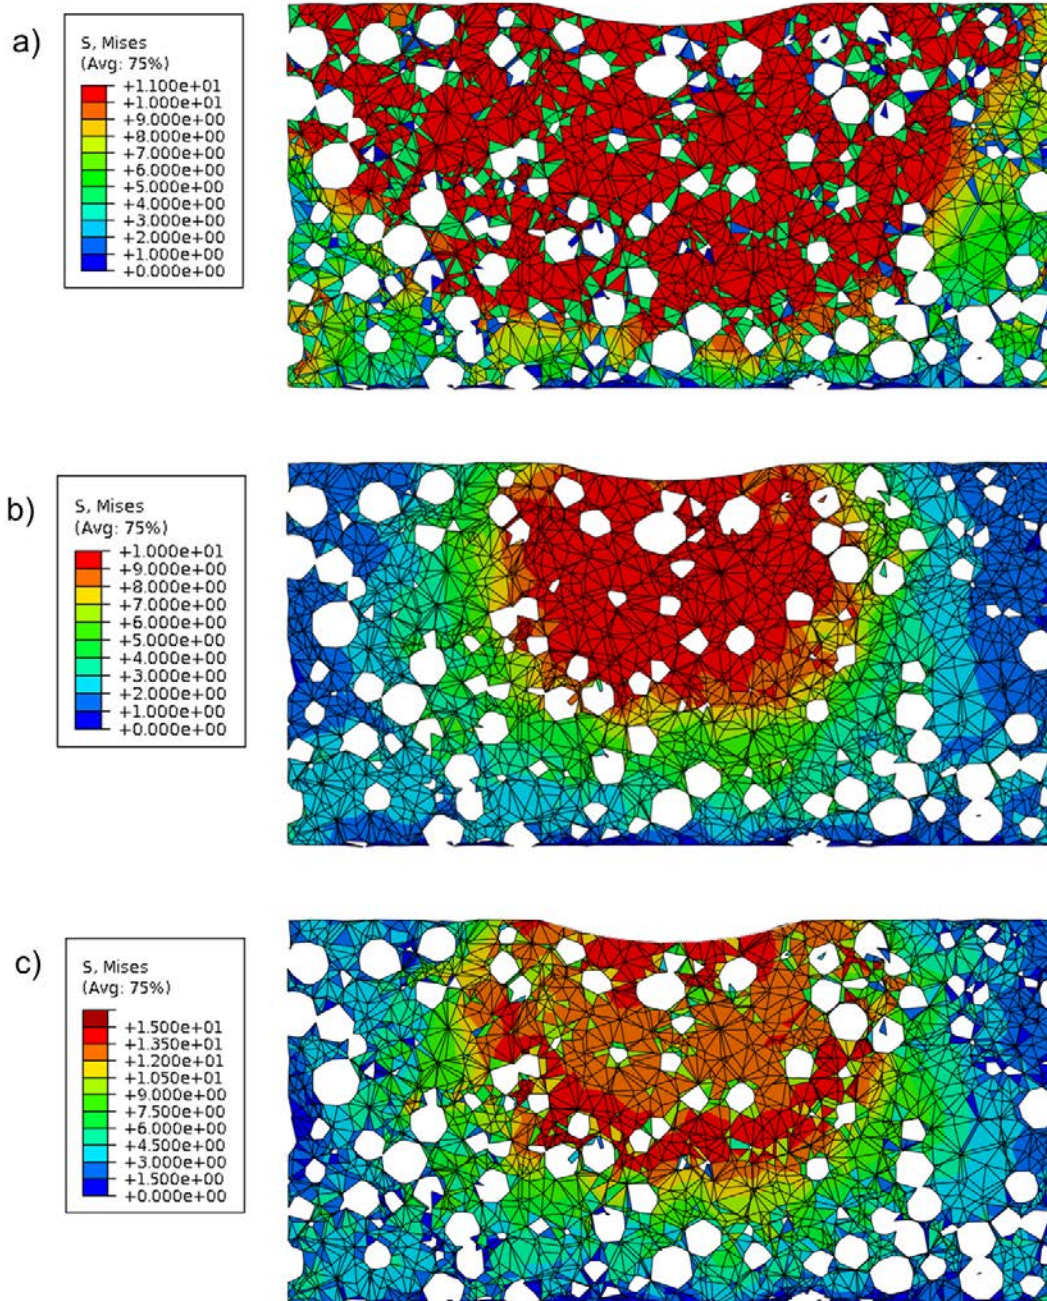 a)
S, Mises
(Avg: 75%)
+1.100e+01
+1.000e+01
+9.000e+00
+8.000e+00
+7.000e+00
+6.000e+00
+5.000e+00
+4.000e+00
+3.000e+00
+2.000e+00
+1.000e+00
+0.000e+00
b)
S, Mises
(Avg: 75%)
+1.000e+01
+9.000e+00
+8.000e+00
+7.000e+00
+6.000e+00
+5.000e+00
+4.000e+00
+3.000e+00
+2.000e+00
+1.000e+00
+0.000e+00
c)
S, Mises
(Avg: 75%)
+1.500e+01
+1.350e+01
+1.200e+01
+1.050e+01
+9.000e+00
+7.500e+00
+6.000e+00
+4.500e+00
+3.000e+00
+1.500e+00
+0.000e+00